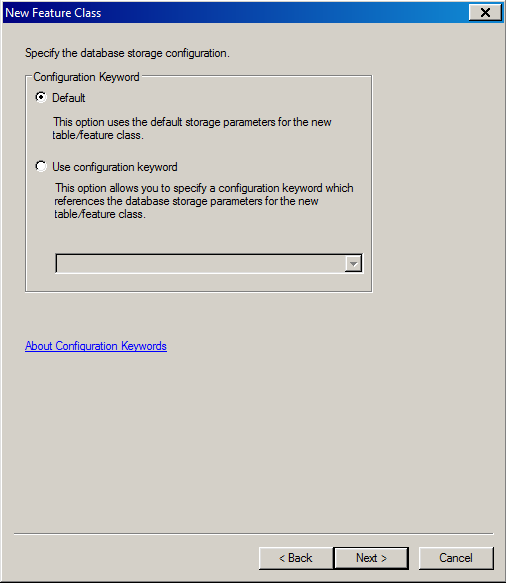 New Feature Class
Specify the database storage configuration.
Configuration Keyword
Default
This option uses the default storage parameters for the new
table/feature class.
Use configuration keyword
This option allows you to specify a configuration keyword which
references the database storage parameters for the new
table/feature class.
About Configuration Keywords
< Back
Next >
Cancel